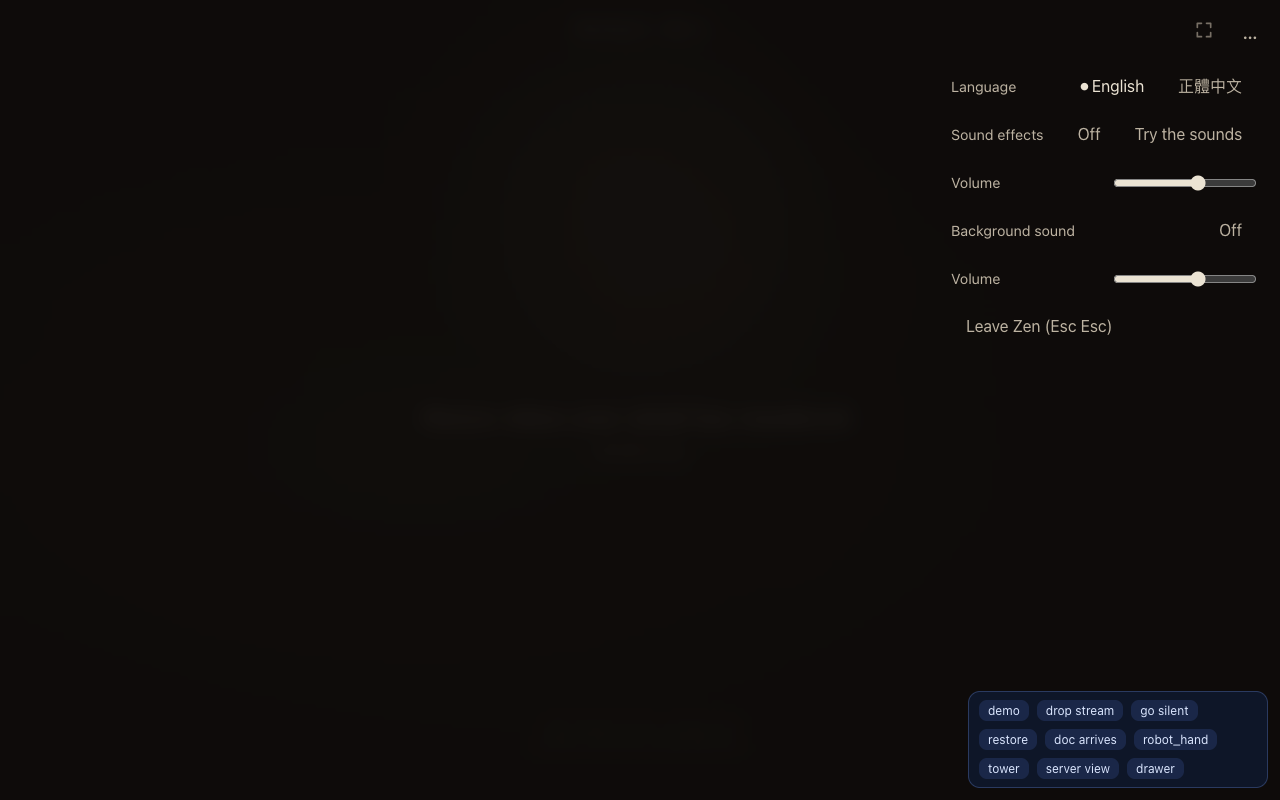 ...
Language English 正體中文
Sound effects Off Try the sounds
Volume
Background sound Off
Volume
Leave Zen (Esc Esc)
demo drop stream go silent
restore doc arrives robot_hand
tower server view drawer